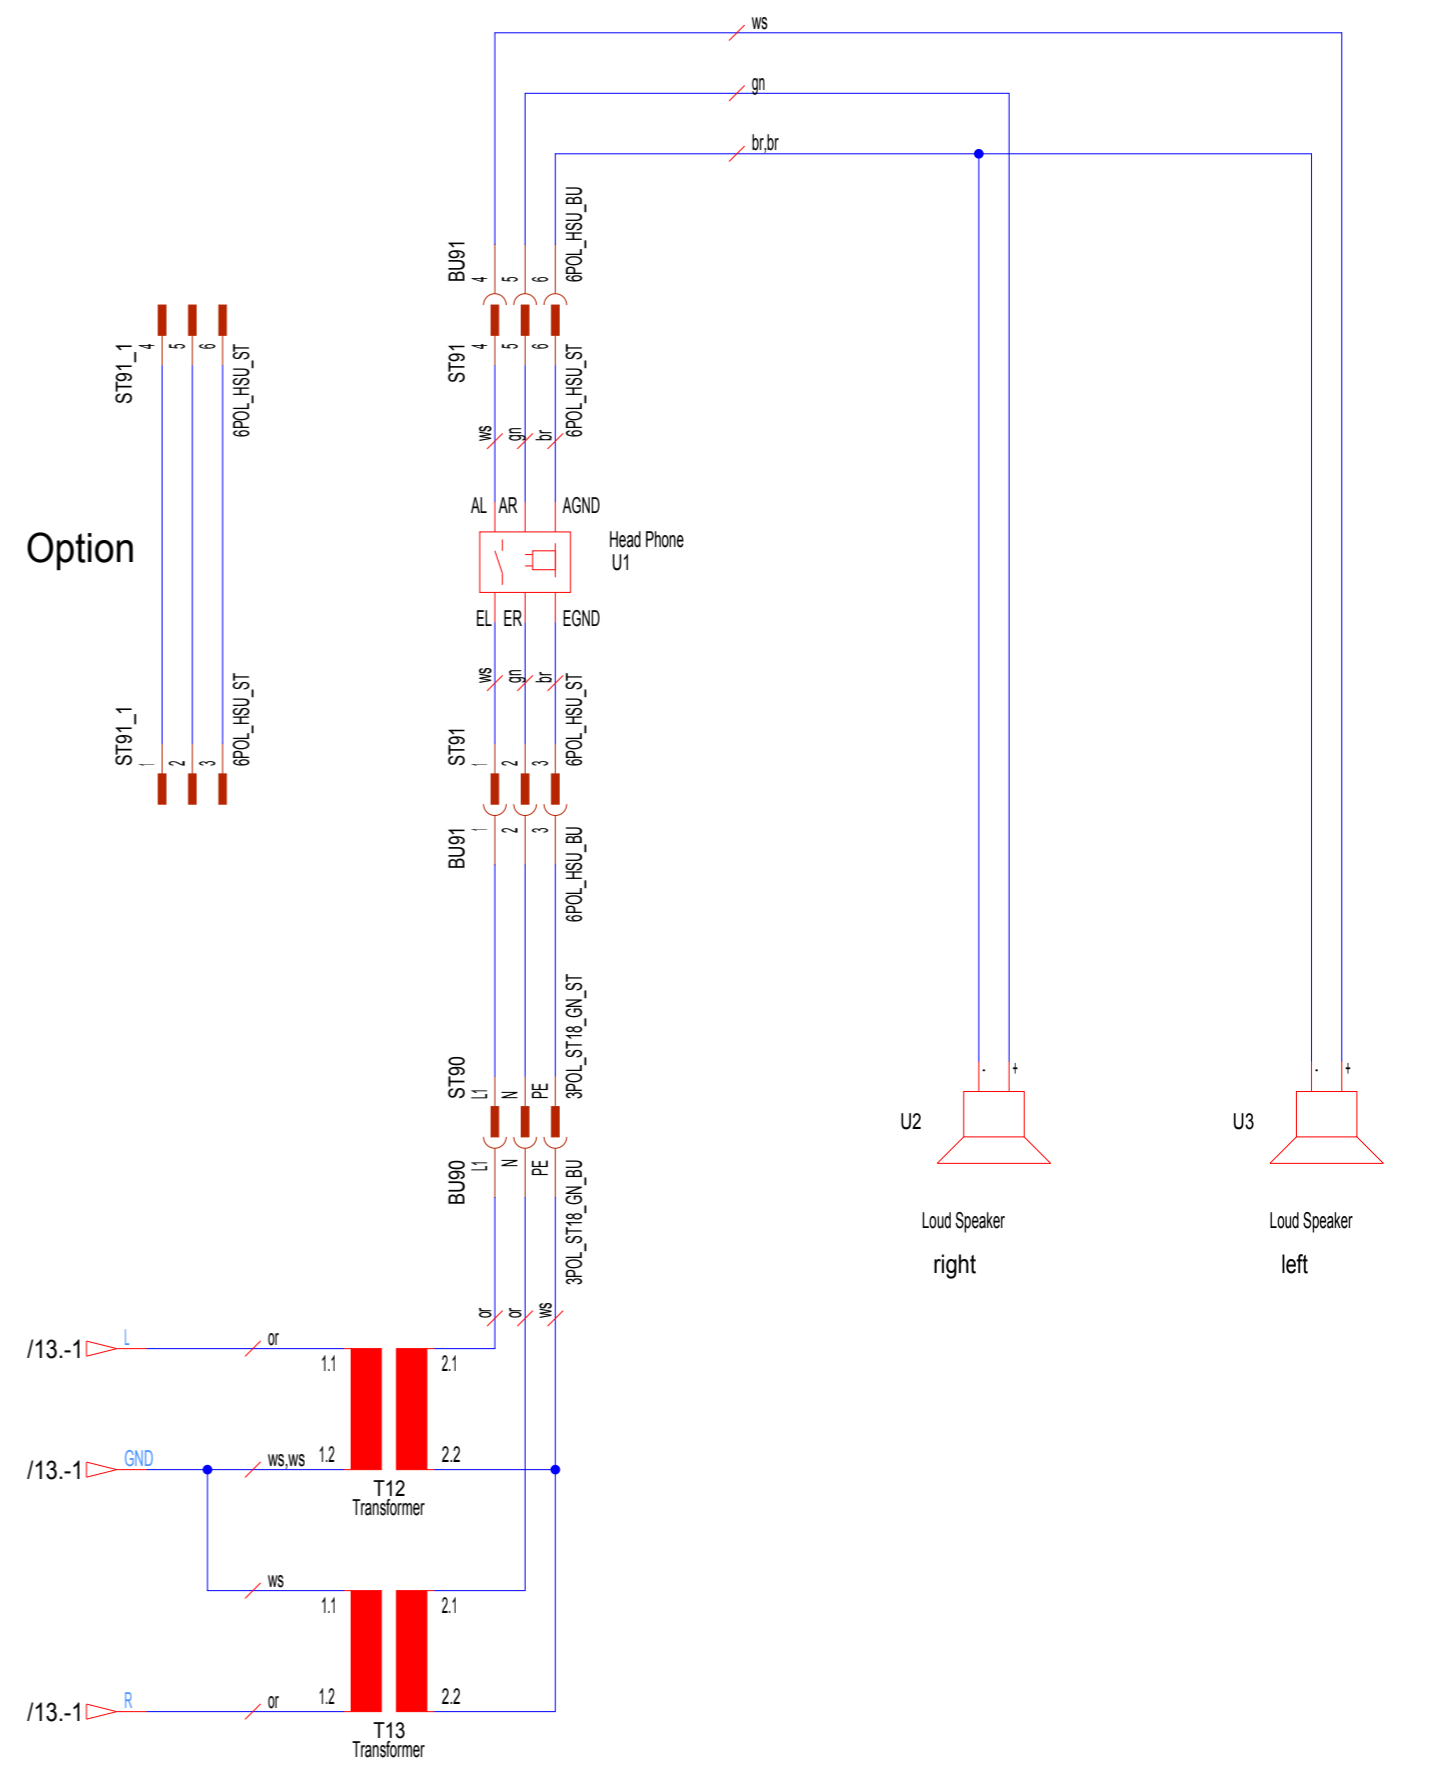 ws
gn
br,br
BU91
4
5
6
6POL_HSU_BU
ST91_1
4
5
6
6POL_HSU_ST
ST91
4
5
6
6POL_HSU_ST
ws
gn
br
AL
AR
AGND
Option
Head Phone
U1
EL
ER
EGND
ws
gn
br
ST91_1
1
2
3
6POL_HSU_ST
ST91
1
2
3
6POL_HSU_ST
BU91
1
2
3
6POL_HSU_BU
ST90
L1
N
PE
3POL_ST18_GN_ST
- +
- +
U2
U3
BU90
L1
N
PE
3POL_ST18_GN_BU
Loud Speaker
right
Loud Speaker
left
or
or
ws
/13.-1
L
or
1.1
2.1
/13.-1
GND
ws,ws
1.2
2.2
T12
Transformer
ws
1.1
2.1
/13.-1
R
or
1.2
2.2
T13
Transformer